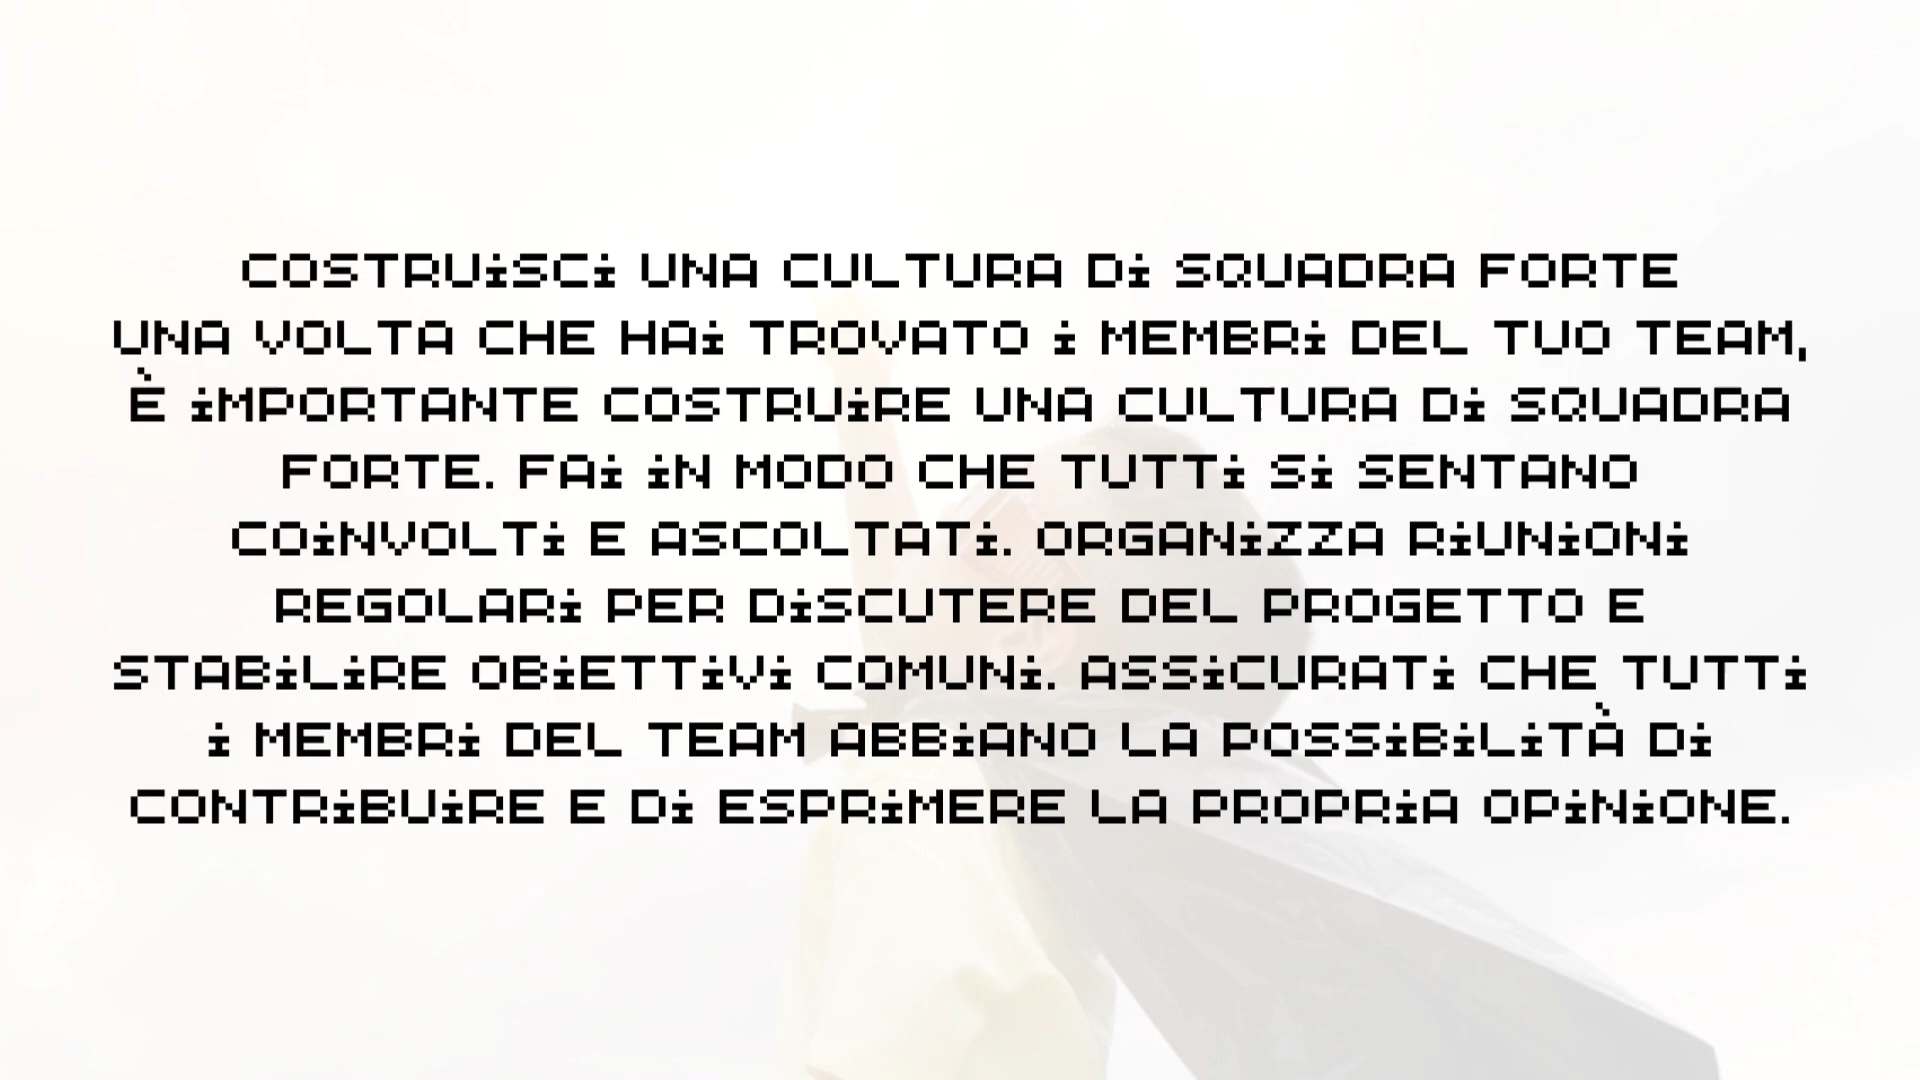 COSTRUiSCi UNA CULTURA Di SQUADRA FORTE
UNA VOLTA CHE HAi TROVATO i MEMBRi DEL TUO TEAM,
È iMPORTANTE COSTRUiRE UNA CULTURA Di SQUADRA
FORTE. FAi iN MODO CHE TUTTi Si SENTANO
COiNVOLTi E ASCOLTATi. ORGANiZZA RiUNiONi
REGOLARi PER DiSCUTERE DEL PROGETTO E
STABiLiRE OBiETTiVi COMUNi. ASSiCURATi CHE TUTTi
i MEMBRi DEL TEAM ABBiANO LA POSSiBiLiTÀ Di
CONTRiBUiRE E Di ESPRiMERE LA PROPRiA OPiNiONE.